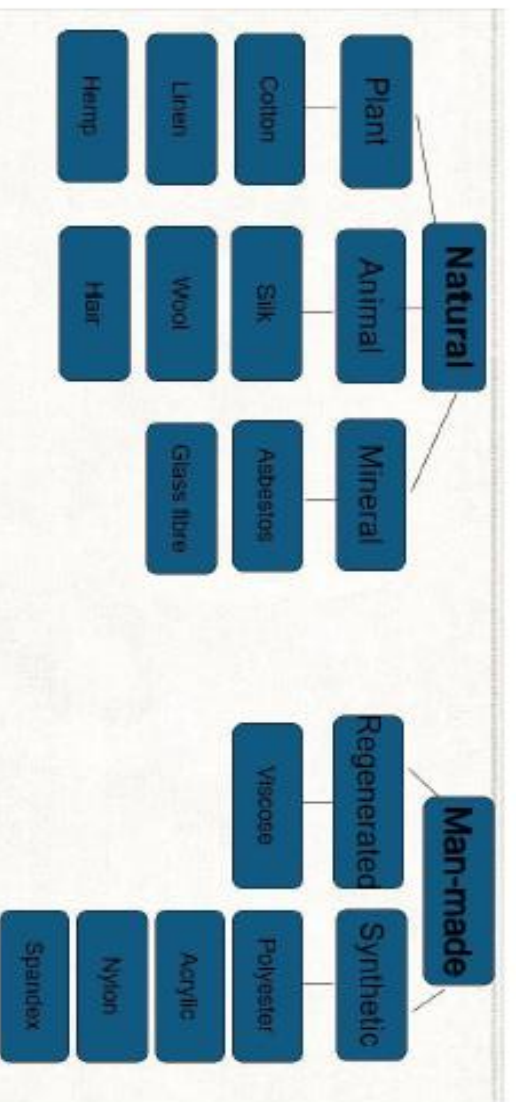 Natural
Man-made
Plant
Animal
Mineral
Regenerated
Synthetic
Cotton
Silk
Asbestos
Viscose
Polyester
Linen
Wool
Glass fibre
Acrylic
Hemp
Hair
Nylon
Spandex